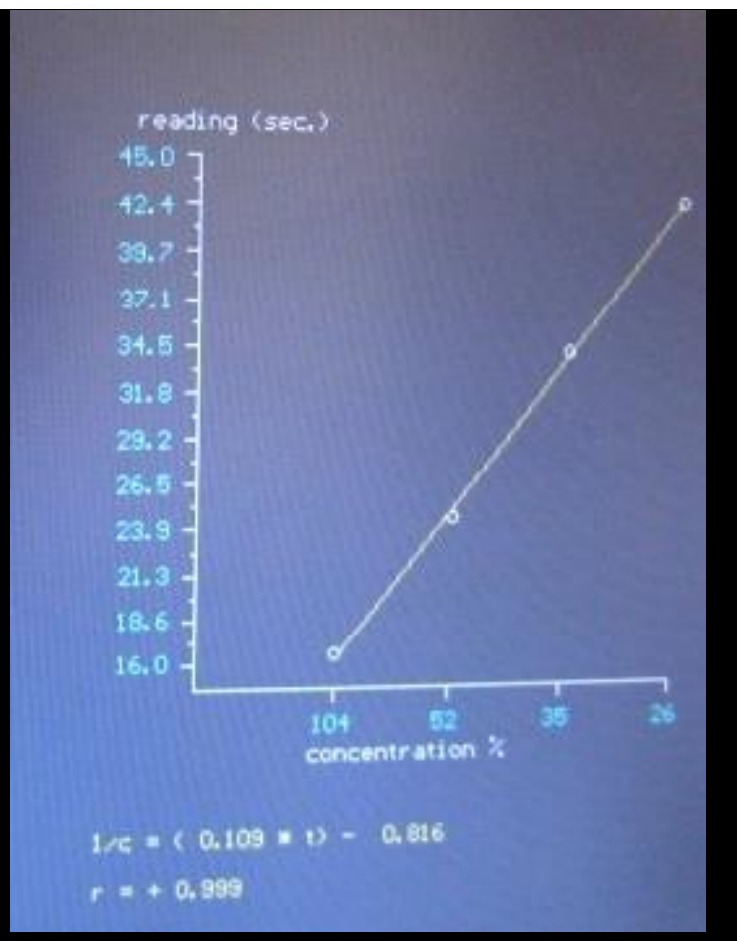 reading (sec.)
45.0
42.4
39.7
37.1
34.5
31.8
29.2
26.5
23.9
21.3
18.6
16.0
104 52 35 26
concentration %
1/c = ( 0.109 * t) - 0.816
r = + 0.999